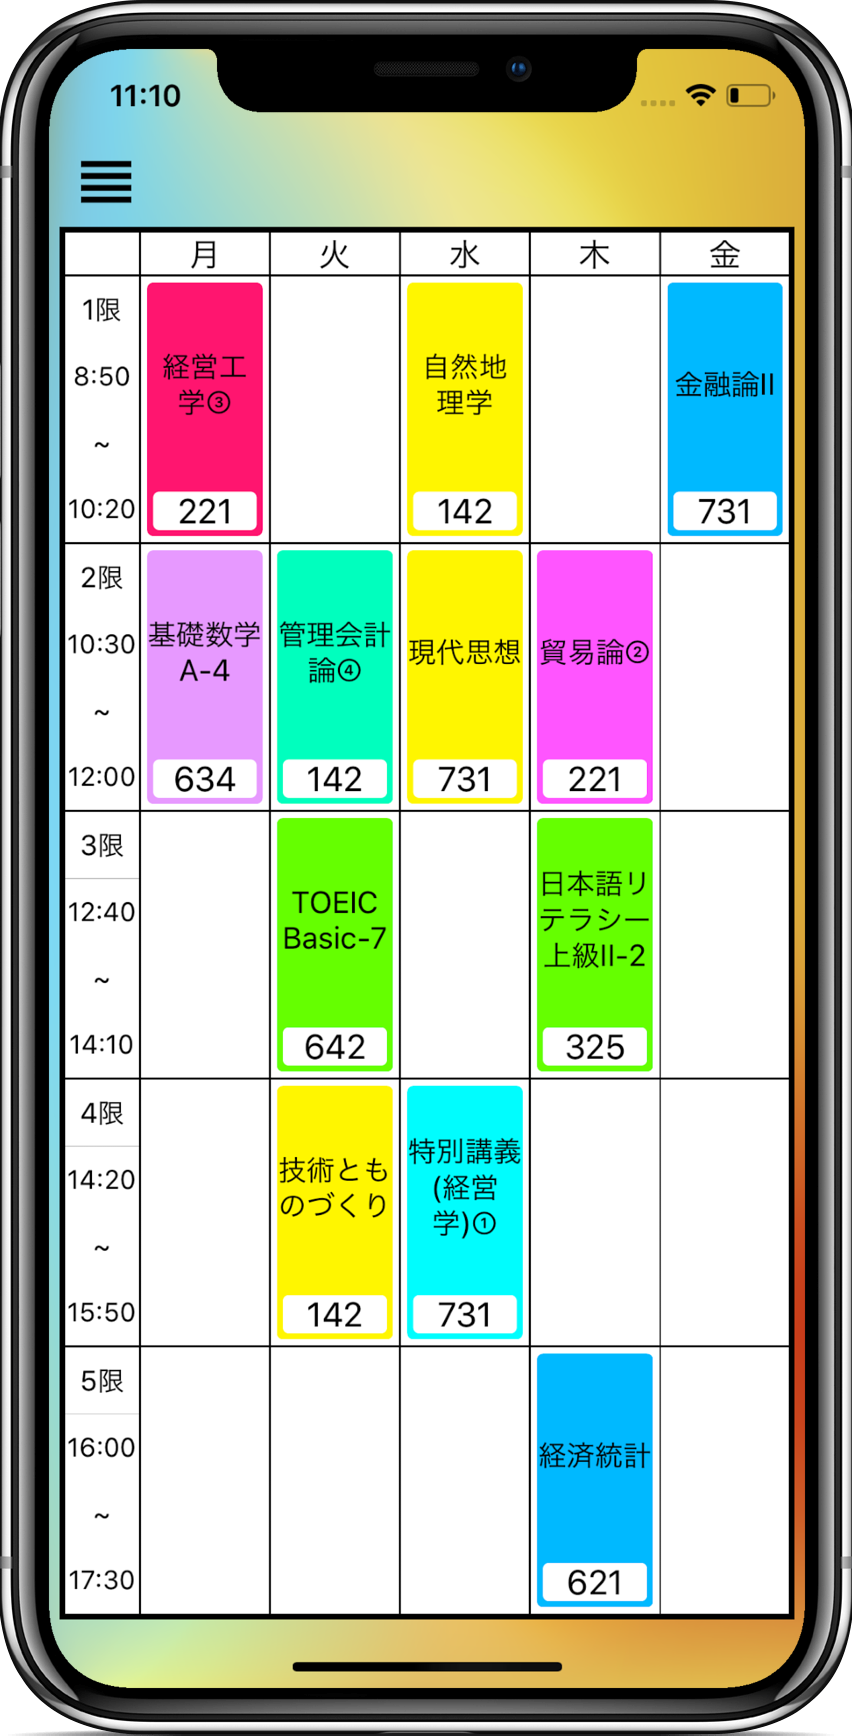 11:10
月 火 水 木 金
1限
8:50
~
10:20
経営工
学③
221
自然地
理学
142
金融論II
731
2限
10:30
~
12:00
基礎数学
A-4
634
管理会計
論④
142
現代思想
731
貿易論②
221
3限
12:40
~
14:10
TOEIC
Basic-7
642
日本語リ
テラシー
上級II-2
325
4限
14:20
~
15:50
技術とも
のづくり
142
特別講義
(経営
学)①
731
5限
16:00
~
17:30
経済統計
621